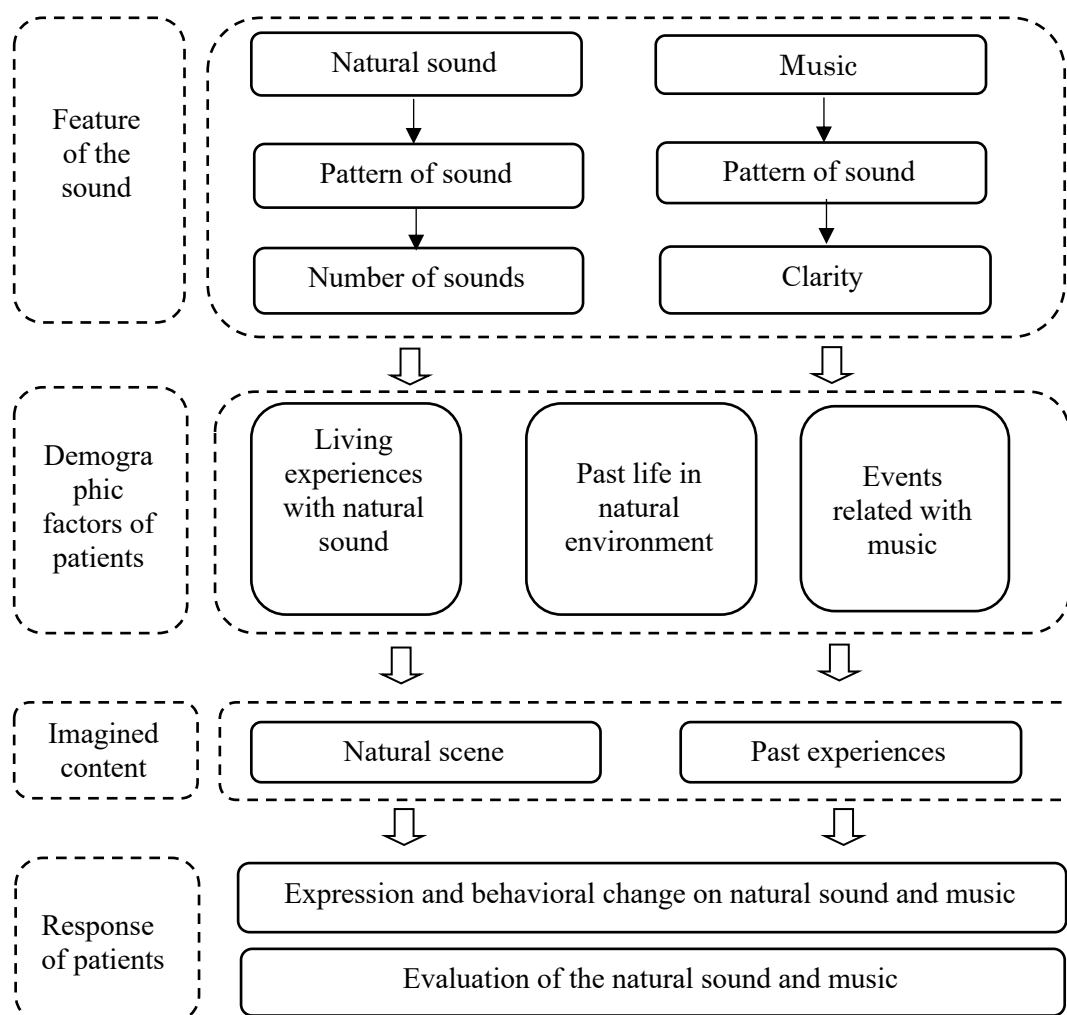 Feature
of the
sound
Natural sound
Music
Pattern of sound
Pattern of sound
Number of sounds
Clarity
Demogra
phic
factors of
patients
Living
experiences
with natural
sound
Past life in
natural
environment
Events
related with
music
Imagined
content
Natural scene
Past experiences
Response
of patients
Expression and behavioral change on natural sound and music
Evaluation of the natural sound and music